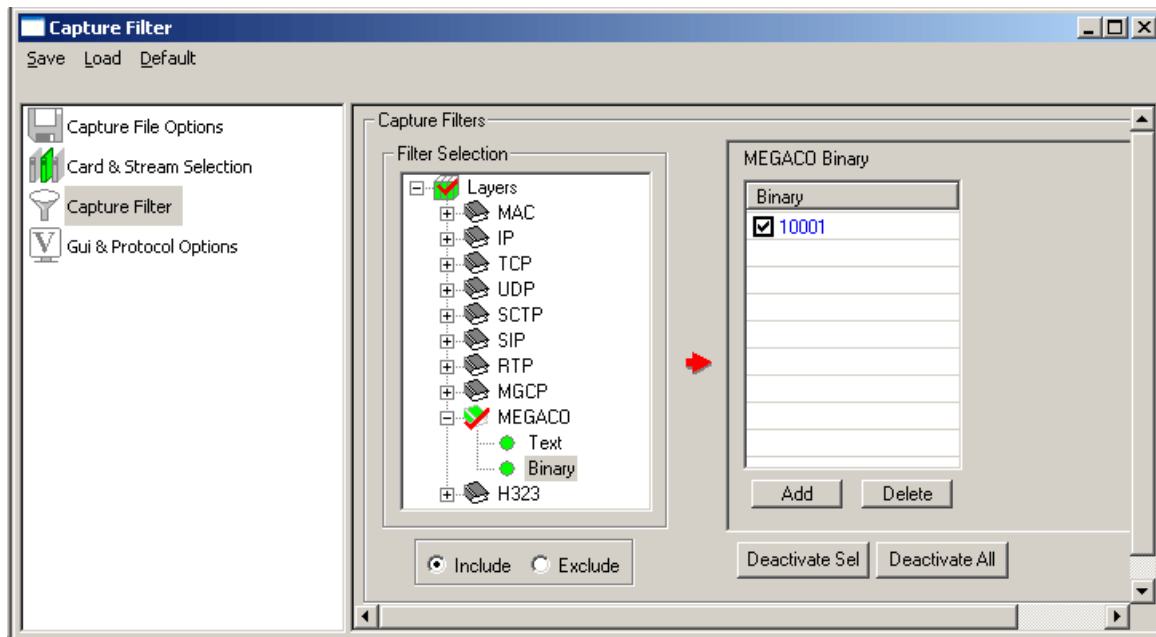 Capture Filter
Save Load Default
Capture File Options
Card & Stream Selection
Capture Filter
Gui & Protocol Options
Capture Filters
Filter Selection
Layers
MAC
IP
TCP
UDP
SCTP
SIP
RTP
MGCP
MEGACO
Text
Binary
H323
Include Exclude
MEGACO Binary
Binary
10001
Add Delete
Deactivate Sel Deactivate All